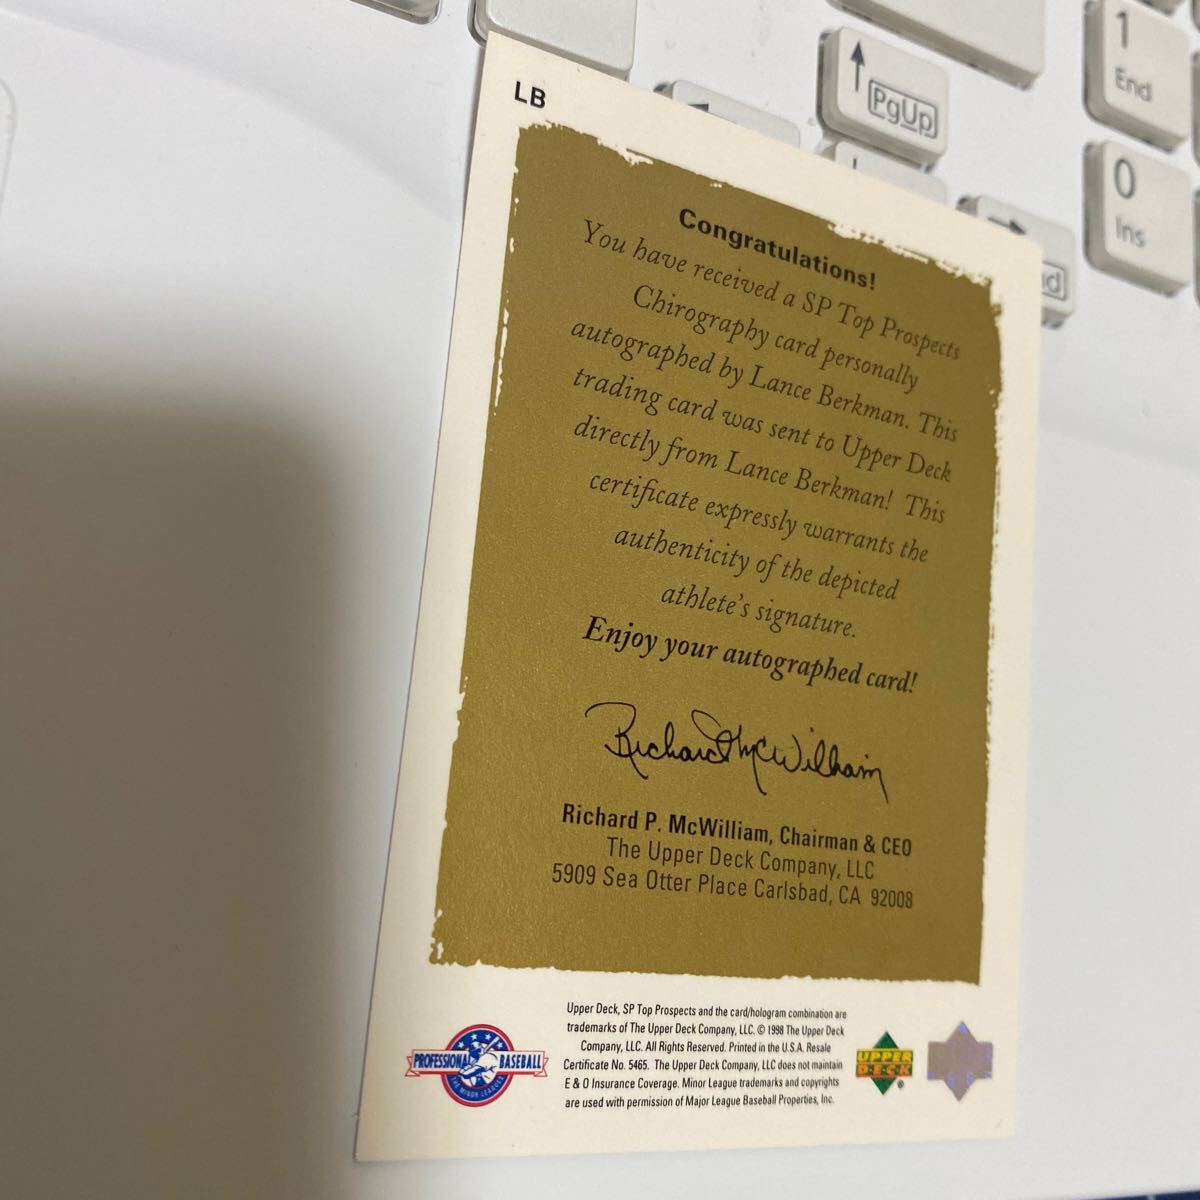 LB
Congratulations!
You have received a SP Top Prospects
Chirography card personally
autographed by Lance Berkman. This
trading card was sent to Upper Deck
directly from Lance Berkman! This
certificate expressly warrants the
authenticity of the depicted
athlete's signature.
Enjoy your autographed card!
Richard McWilliam
Richard P. McWilliam, Chairman & CEO
The Upper Deck Company, LLC
5909 Sea Otter Place Carlsbad, CA 92008
Upper Deck, SP Top Prospects and the card/hologram combination are
trademarks of The Upper Deck Company, LLC. © 1998 The Upper Deck
Company, LLC. All Rights Reserved. Printed in the U.S.A. Resale
Certificate No. 5465. The Upper Deck Company, LLC does not maintain
E & O Insurance Coverage. Minor League trademarks and copyrights
are used with permission of Major League Baseball Properties, Inc.
PROFESSIONAL BASEBALL
THE MINOR LEAGUES
UPPER
DECK
®
PgUp
1
End
0
Ins